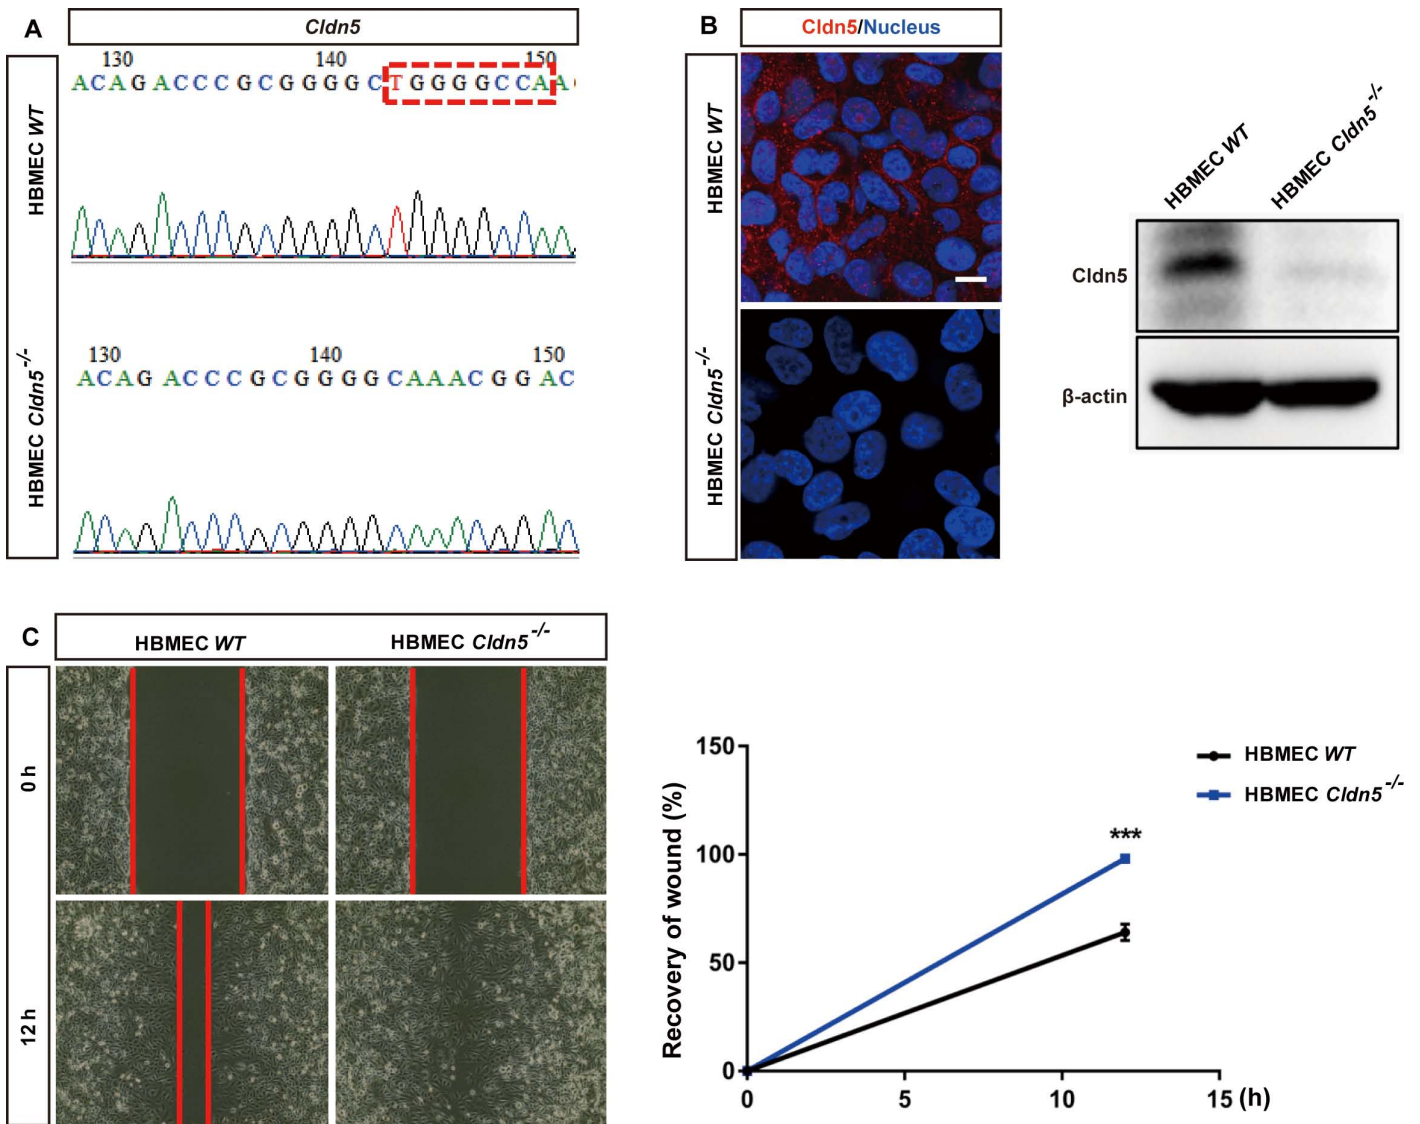 A
Cldn5
HBMEC WT
130 140 150
ACAGACCCGCGGGGCTGGGGCCAA
HBMEC Cldn5-/-
130 140 150
ACAGACCCGCGGGGCAAACGGAC
B
Cldn5/Nucleus
HBMEC WT
HBMEC Cldn5-/-
HBMEC WT
HBMEC Cldn5-/-
Cldn5
β-actin
C
HBMEC WT
HBMEC Cldn5-/-
0 h
12 h
Recovery of wound (%)
150
100
50
0
0 5 10 15 (h)
***
HBMEC WT
HBMEC Cldn5-/-